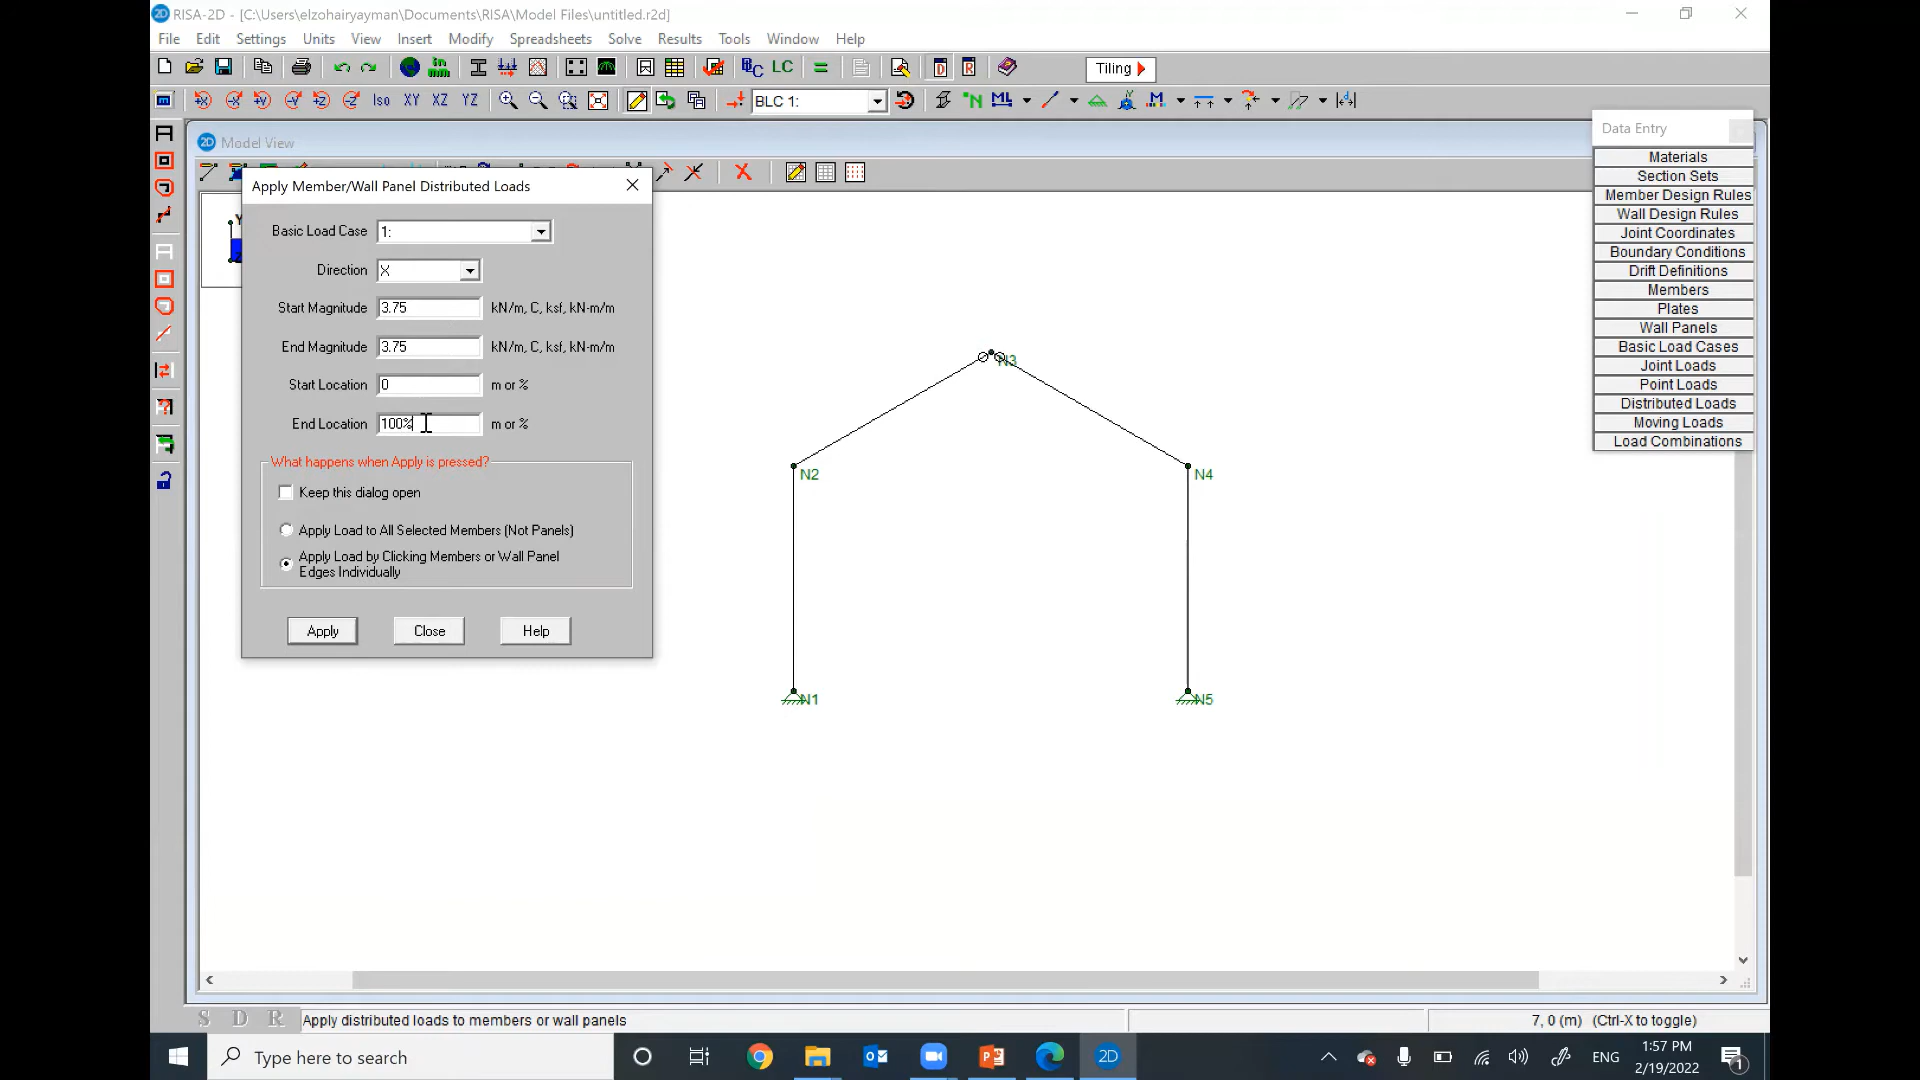 RISA-2D - [C:\Users\elzohairyayman\Documents\RISA\Model Files\untitled.r2d]
File Edit Settings Units View Insert Modify Spreadsheets Solve Results Tools Window Help
LC
Tiling
Iso XY XZ YZ
BLC 1:
Model View
Data Entry
Materials
Section Sets
Member Design Rules
Wall Design Rules
Joint Coordinates
Boundary Conditions
Drift Definitions
Members
Plates
Wall Panels
Basic Load Cases
Joint Loads
Point Loads
Distributed Loads
Moving Loads
Load Combinations
Apply Member/Wall Panel Distributed Loads
Basic Load Case 1:
Direction X
Start Magnitude 3.75 kN/m, C, ksf, kN-m/m
End Magnitude 3.75 kN/m, C, ksf, kN-m/m
Start Location 0 m or %
End Location 100% m or %
What happens when Apply is pressed?
Keep this dialog open
Apply Load to All Selected Members (Not Panels)
Apply Load by Clicking Members or Wall Panel
Edges Individually
Apply Close Help
N3
N2
N4
N1
N5
S D R
Apply distributed loads to members or wall panels
7, 0 (m) (Ctrl-X to toggle)
Type here to search
2D
ENG
1:57 PM
2/19/2022
1